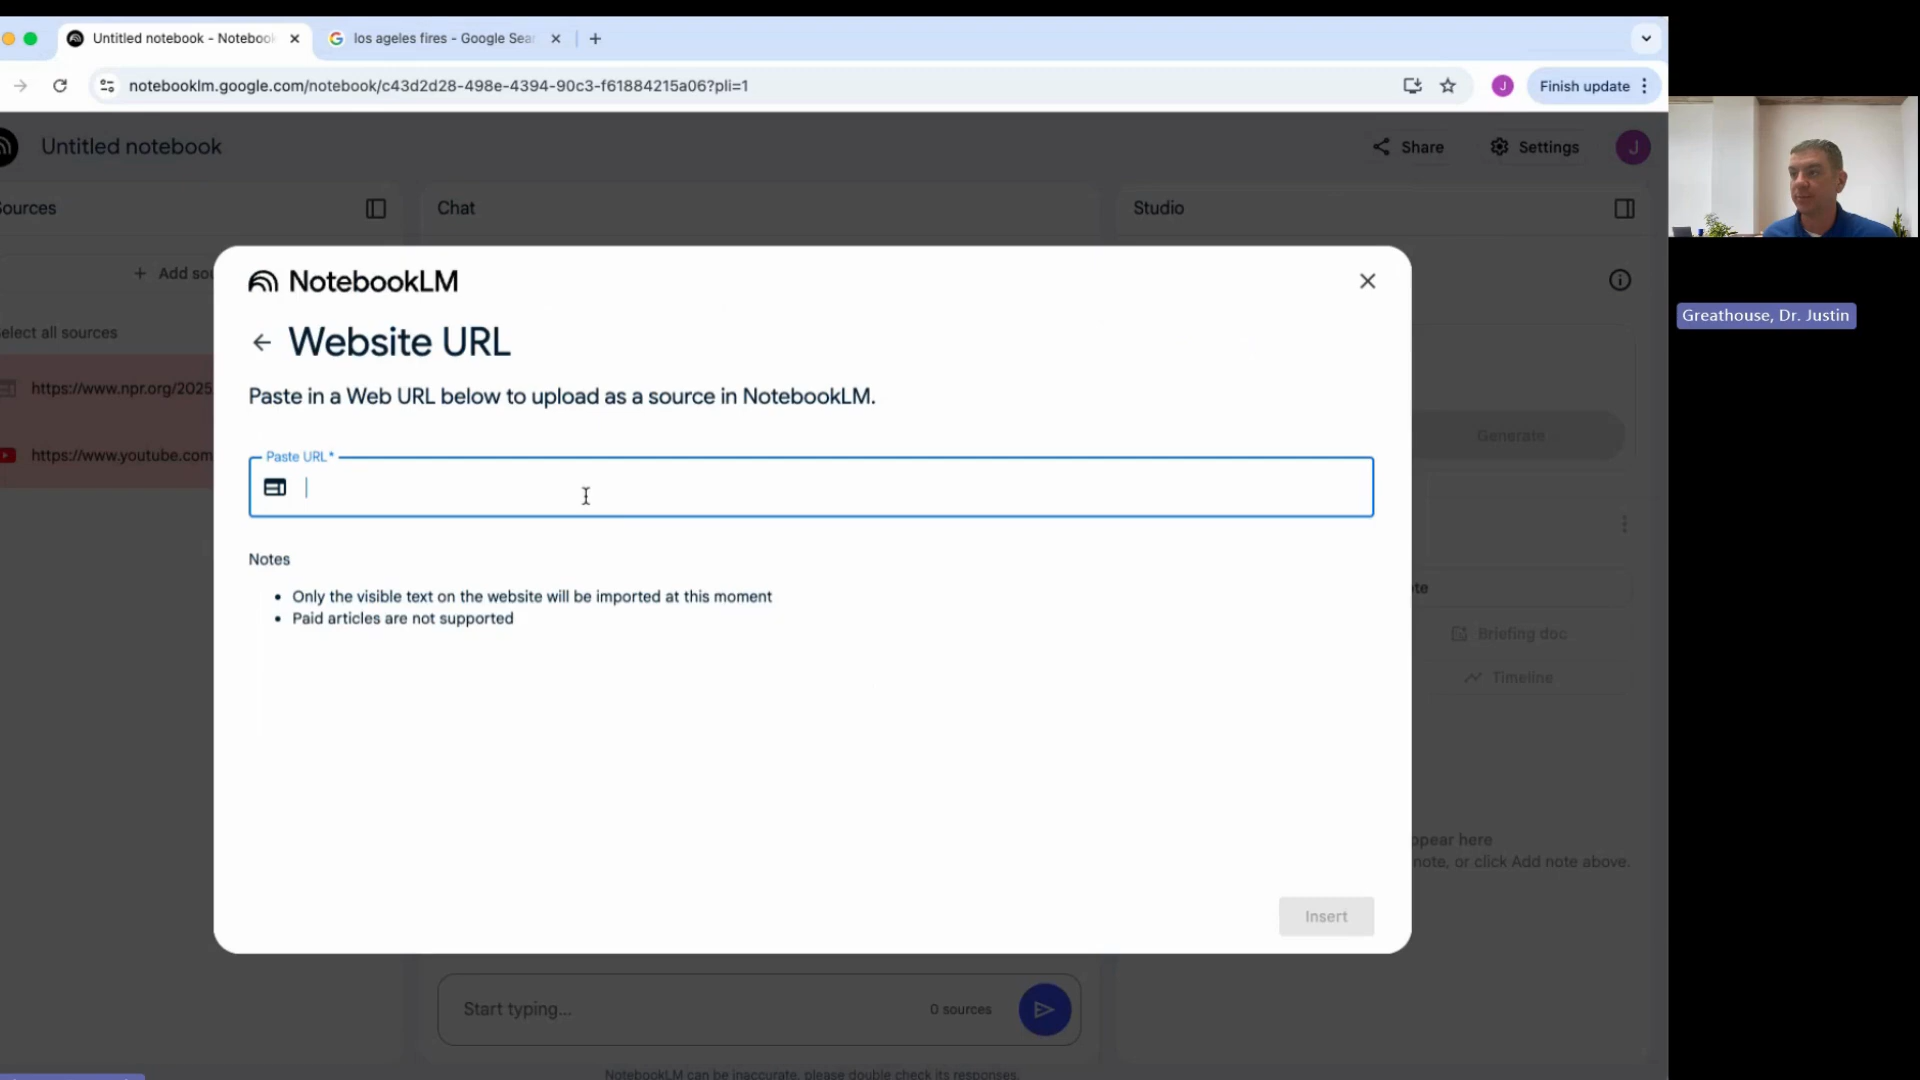 Untitled notebook - Notebook
los ageles fires - Google Sear
notebooklm.google.com/notebook/c43d2d28-498e-4394-90c3-f61884215a06?pli=1
Finish update
J
Untitled notebook
Share
Settings
J
Sources
Chat
Studio
+ Add sou
elect all sources
https://www.npr.org/2025
https://www.youtube.com
NotebookLM
Website URL
Paste in a Web URL below to upload as a source in NotebookLM.
Paste URL*
Notes
• Only the visible text on the website will be imported at this moment
• Paid articles are not supported
Insert
Generate
ote
Briefing doc
Timeline
ppear here
note, or click Add note above.
Start typing...
0 sources
NotebookLM can be inaccurate, please double check its responses.
Greathouse, Dr. Justin